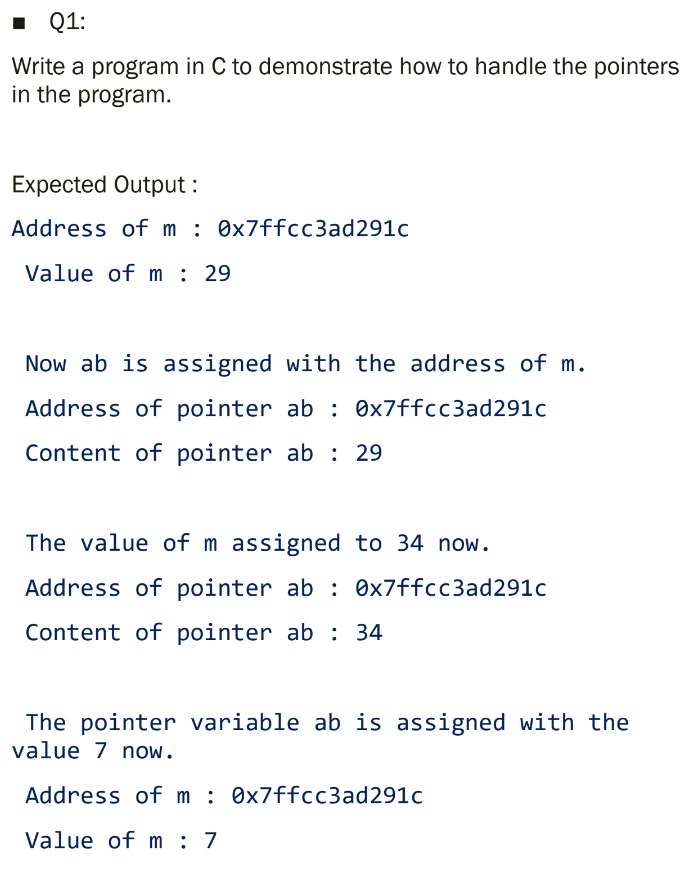 ▪ Q1:
Write a program in C to demonstrate how to handle the pointers
in the program.
Expected Output :
Address of m : 0x7ffcc3ad291c
Value of m : 29
Now ab is assigned with the address of m.
Address of pointer ab : 0x7ffcc3ad291c
Content of pointer ab : 29
The value of m assigned to 34 now.
Address of pointer ab : 0x7ffcc3ad291c
Content of pointer ab : 34
The pointer variable ab is assigned with the
value 7 now.
Address of m : 0x7ffcc3ad291c
Value of m : 7